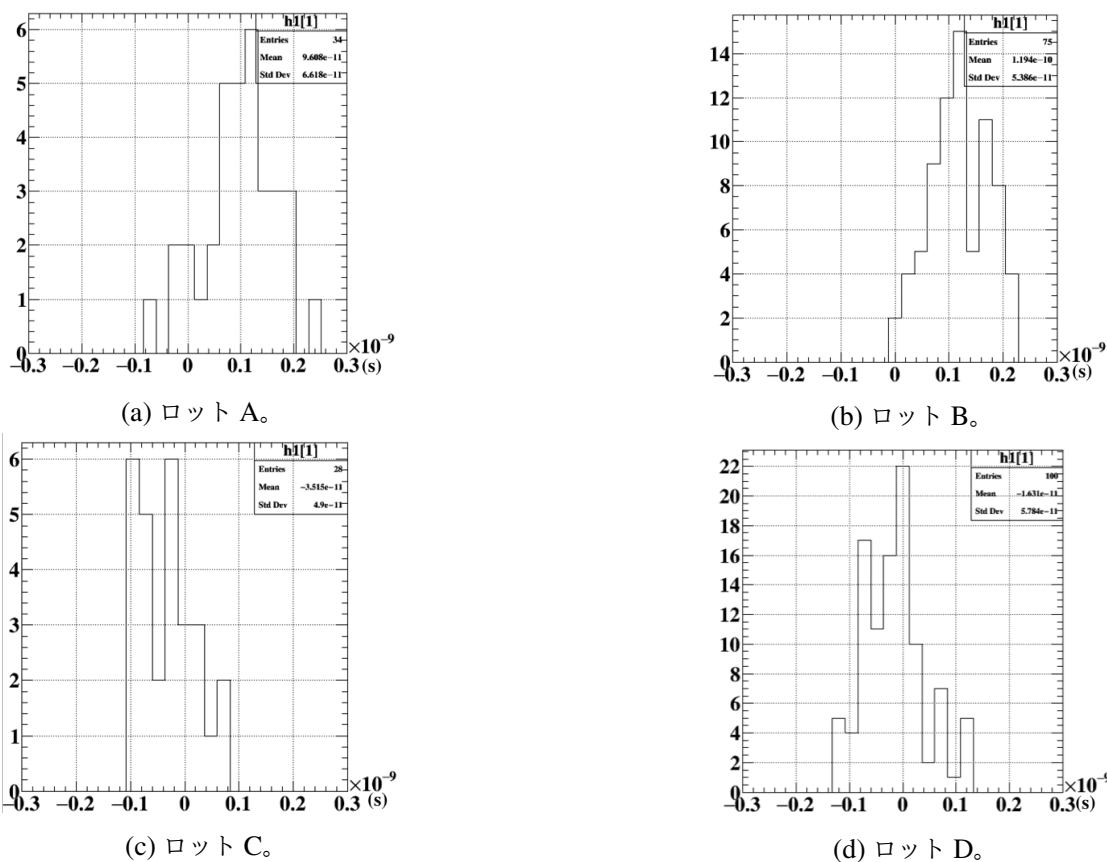 h1[1]
Entries 34
Mean 9.608e−11
Std Dev 6.618e−11
6
5
4
3
2
1
0
−0.3 −0.2 −0.1 0 0.1 0.2 0.3
×10−9
(s)
(a) ロット A。
h1[1]
Entries 75
Mean 1.194e−10
Std Dev 5.386e−11
14
12
10
8
6
4
2
0
−0.3 −0.2 −0.1 0 0.1 0.2 0.3
×10−9
(s)
(b) ロット B。
h1[1]
Entries 28
Mean −3.515e−11
Std Dev 4.9e−11
6
5
4
3
2
1
0
−0.3 −0.2 −0.1 0 0.1 0.2 0.3
×10−9
(s)
(c) ロット C。
h1[1]
Entries 100
Mean −1.631e−11
Std Dev 5.784e−11
22
20
18
16
14
12
10
8
6
4
2
0
−0.3 −0.2 −0.1 0 0.1 0.2 0.3
×10−9
(s)
(d) ロット D。